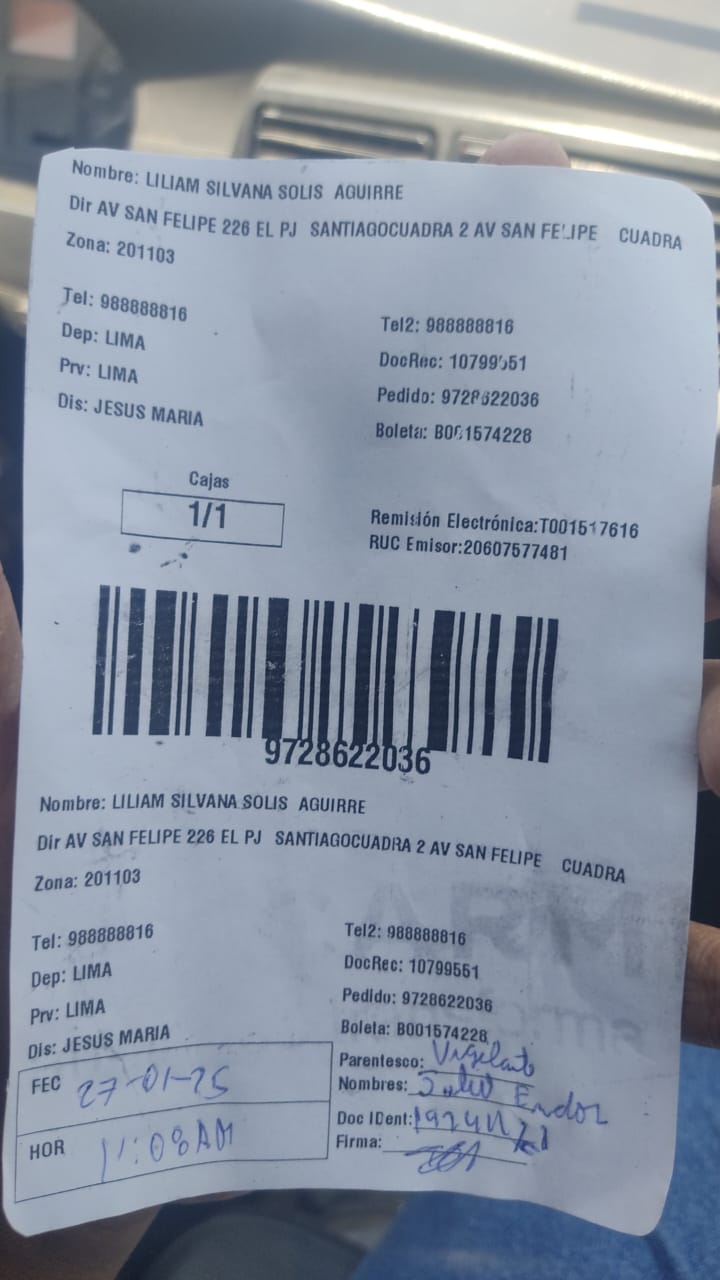 Nombre: LILIAM SILVANA SOLIS AGUIRRE
Dir AV SAN FELIPE 226 EL PJ SANTIAGOCUADRA 2 AV SAN FELIPE CUADRA
Zona: 201103
Tel: 988888816
Tel2: 988888816
Dep: LIMA
DocRec: 10799551
Prv: LIMA
Pedido: 9728622036
Dis: JESUS MARIA
Boleta: B001574228
Cajas
1/1
Remisión Electrónica:T001517616
RUC Emisor:20607577481
9728622036
Nombre: LILIAM SILVANA SOLIS AGUIRRE
Dir AV SAN FELIPE 226 EL PJ SANTIAGOCUADRA 2 AV SAN FELIPE CUADRA
Zona: 201103
Tel: 988888816
Tel2: 988888816
Dep: LIMA
DocRec: 10799551
Prv: LIMA
Pedido: 9728622036
Dis: JESUS MARIA
Boleta: B001574228
FEC 27-01-25
Parentesco: Vigilante
Nombres:
Doc IDent:
HOR 11:08 AM
Firma: